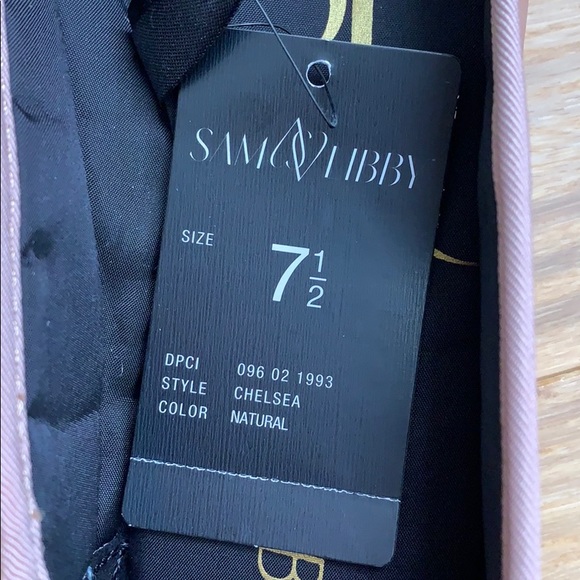 SAM & LIBBY
SIZE 7 1/2
DPCI 096 02 1993
STYLE CHELSEA
COLOR NATURAL
B